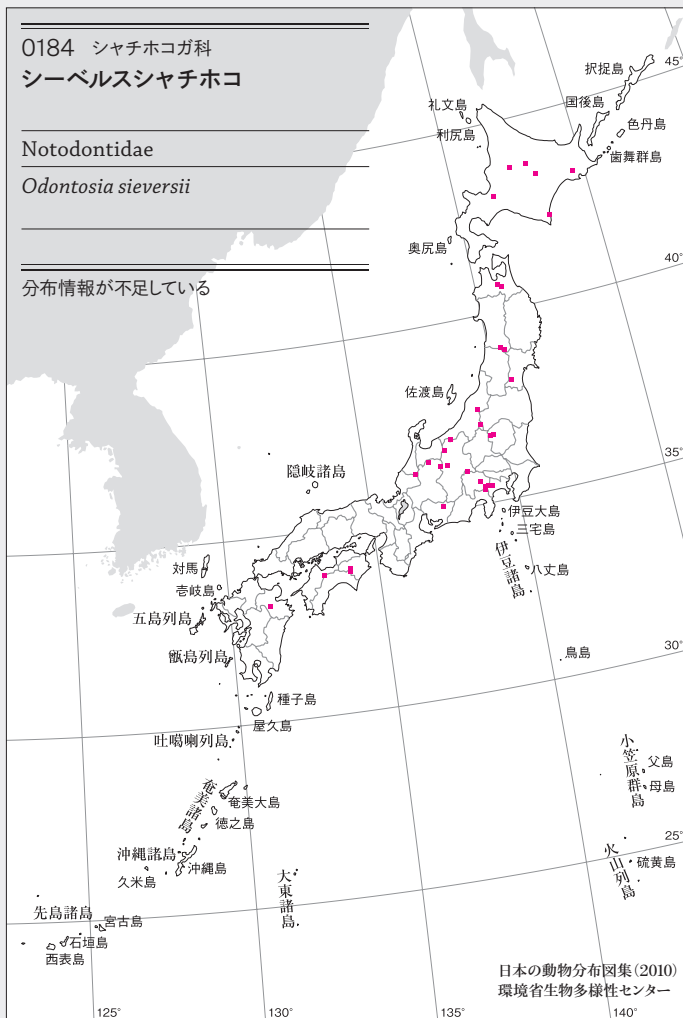 0184 シャチホコガ科
シーベルスシャチホコ
Notodontidae
Odontosia sieversii
分布情報が不足している
45°
択捉島
国後島
礼文島
色丹島
利尻島
歯舞群島
奥尻島
40°
佐渡島
35°
隠岐諸島
伊豆大島
三宅島
伊豆諸島
八丈島
対馬
壱岐島
五島列島
甑島列島
鳥島
30°
種子島
屋久島
吐噶喇列島
小笠原群島
父島
母島
奄美諸島
奄美大島
徳之島
25°
沖縄諸島
沖縄島
久米島
火山列島
硫黄島
大東諸島
先島諸島
宮古島
石垣島
西表島
日本の動物分布図集(2010)
環境省生物多様性センター
125°
130°
135°
140°